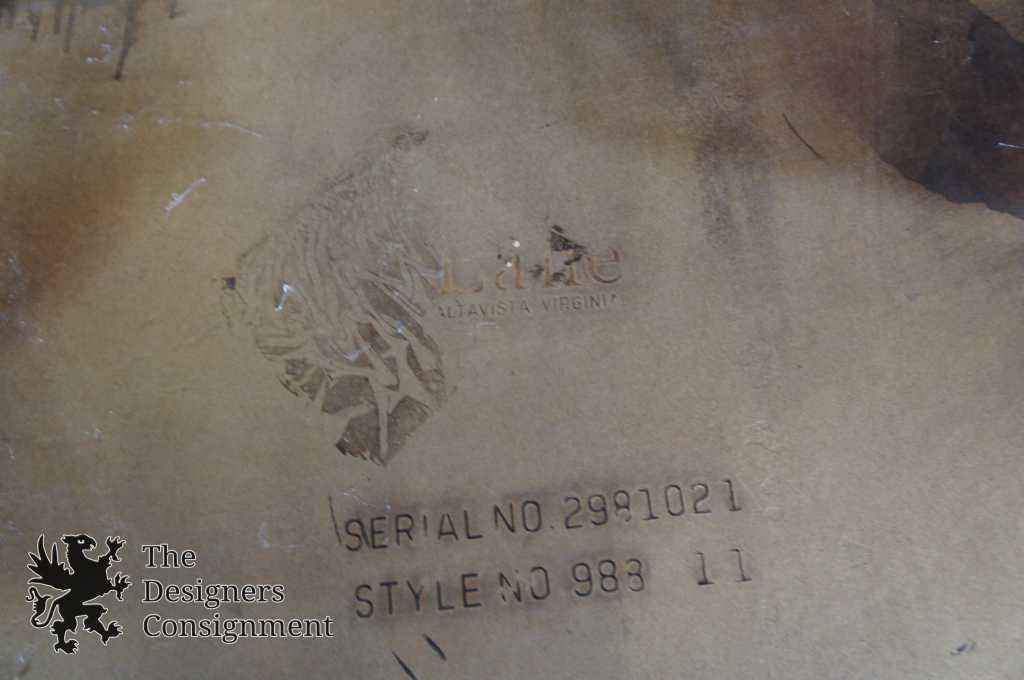 Lane
ALTAVISTA VIRGINIA
SERIAL NO. 2981021
STYLE NO 983 11
The
Designers
Consignment